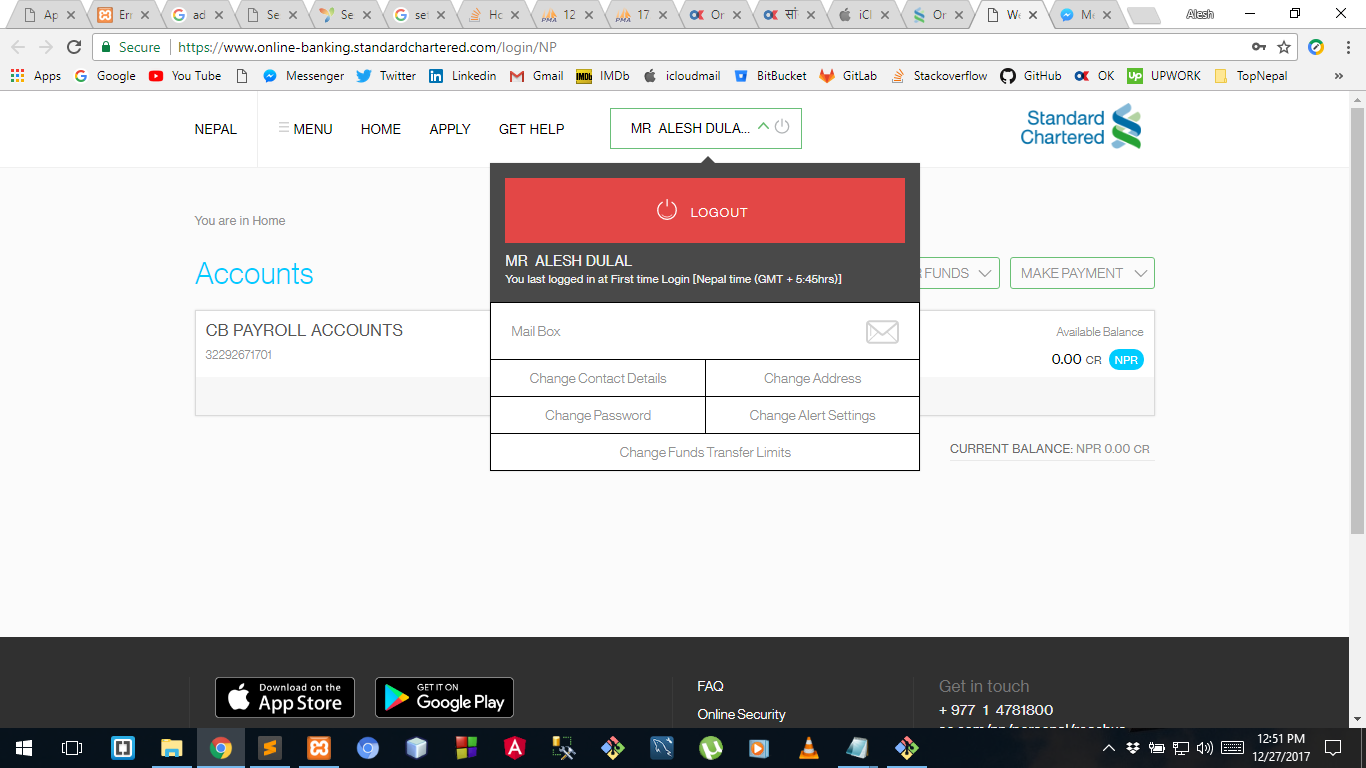 Ap
Err
ad
Se
Se
set
Ho
12
17
Or
सां
iCl
Or
We
Me
Alesh
Secure https://www.online-banking.standardchartered.com/login/NP
Apps Google You Tube Messenger Twitter Linkedin Gmail IMDb icloudmail BitBucket GitLab Stackoverflow GitHub OK UPWORK TopNepal »
NEPAL MENU HOME APPLY GET HELP MR ALESH DULA...
Standard
Chartered
LOGOUT
MR ALESH DULAL
You last logged in at First time Login [Nepal time (GMT + 5:45hrs)]
Mail Box
Change Contact Details Change Address
Change Password Change Alert Settings
Change Funds Transfer Limits
You are in Home
Accounts
FUNDS MAKE PAYMENT
CB PAYROLL ACCOUNTS
32292671701
Available Balance
0.00 CR NPR
CURRENT BALANCE: NPR 0.00 CR
Download on the
App Store
GET IT ON
Google Play
FAQ
Online Security
Get in touch
+ 977 1 4781800
12:51 PM
12/27/2017